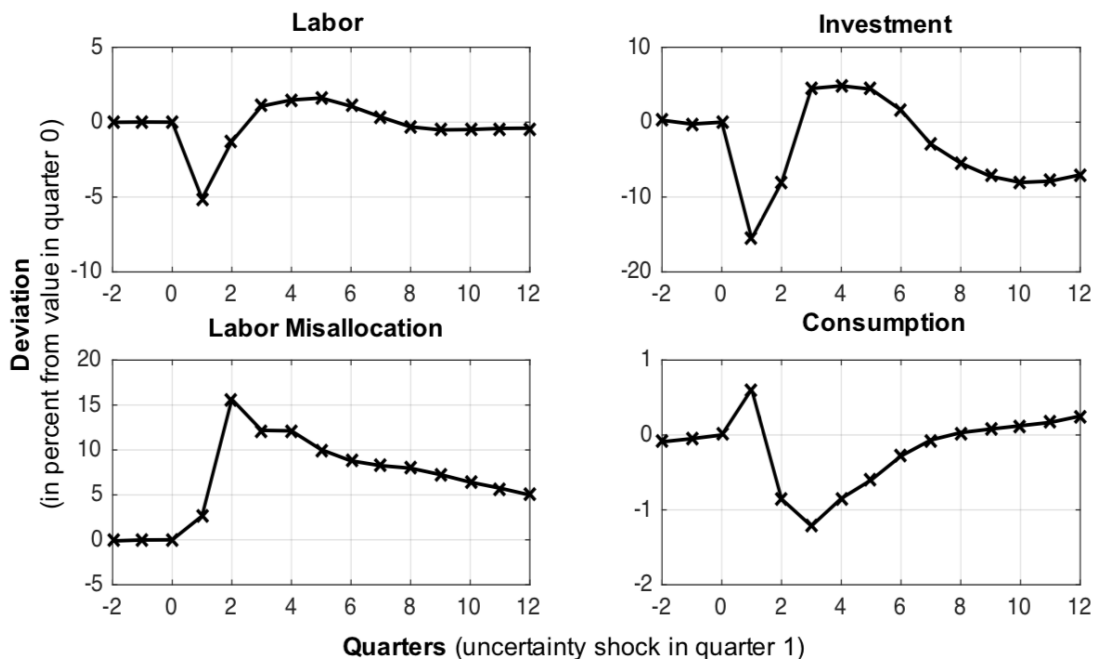 Labor
Investment
5
0
-5
-10
-2 0 2 4 6 8 10 12
10
0
-10
-20
-2 0 2 4 6 8 10 12
Deviation
(in percent from value in quarter 0)
Labor Misallocation
Consumption
20
15
10
5
0
-5
-2 0 2 4 6 8 10 12
1
0
-1
-2
-2 0 2 4 6 8 10 12
Quarters (uncertainty shock in quarter 1)